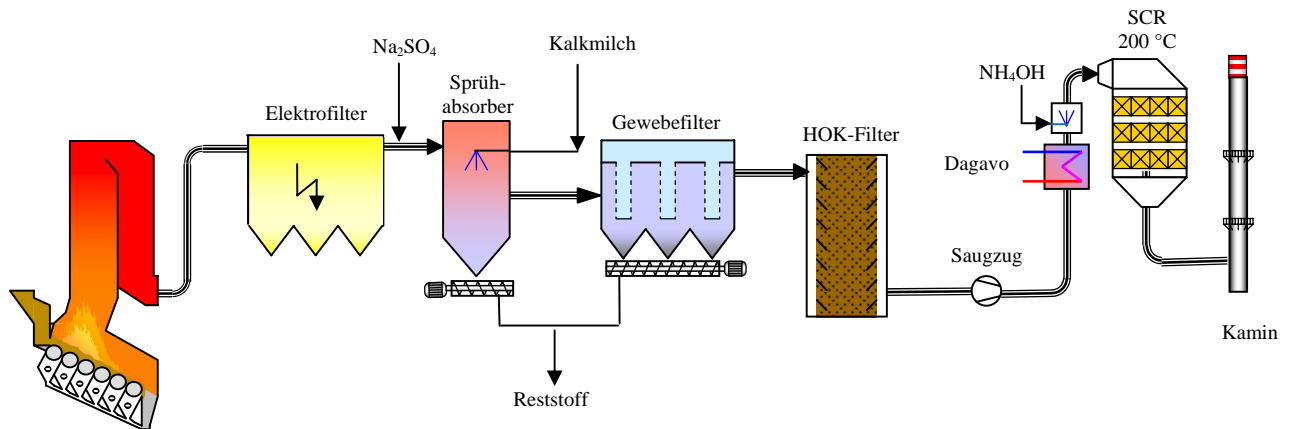 SCR
200 °C
Na₂SO₄
Kalkmilch
NH₄OH
Sprüh-
absorber
Elektrofilter
Gewebefilter
HOK-Filter
Dagavo
Saugzug
Kamin
Reststoff